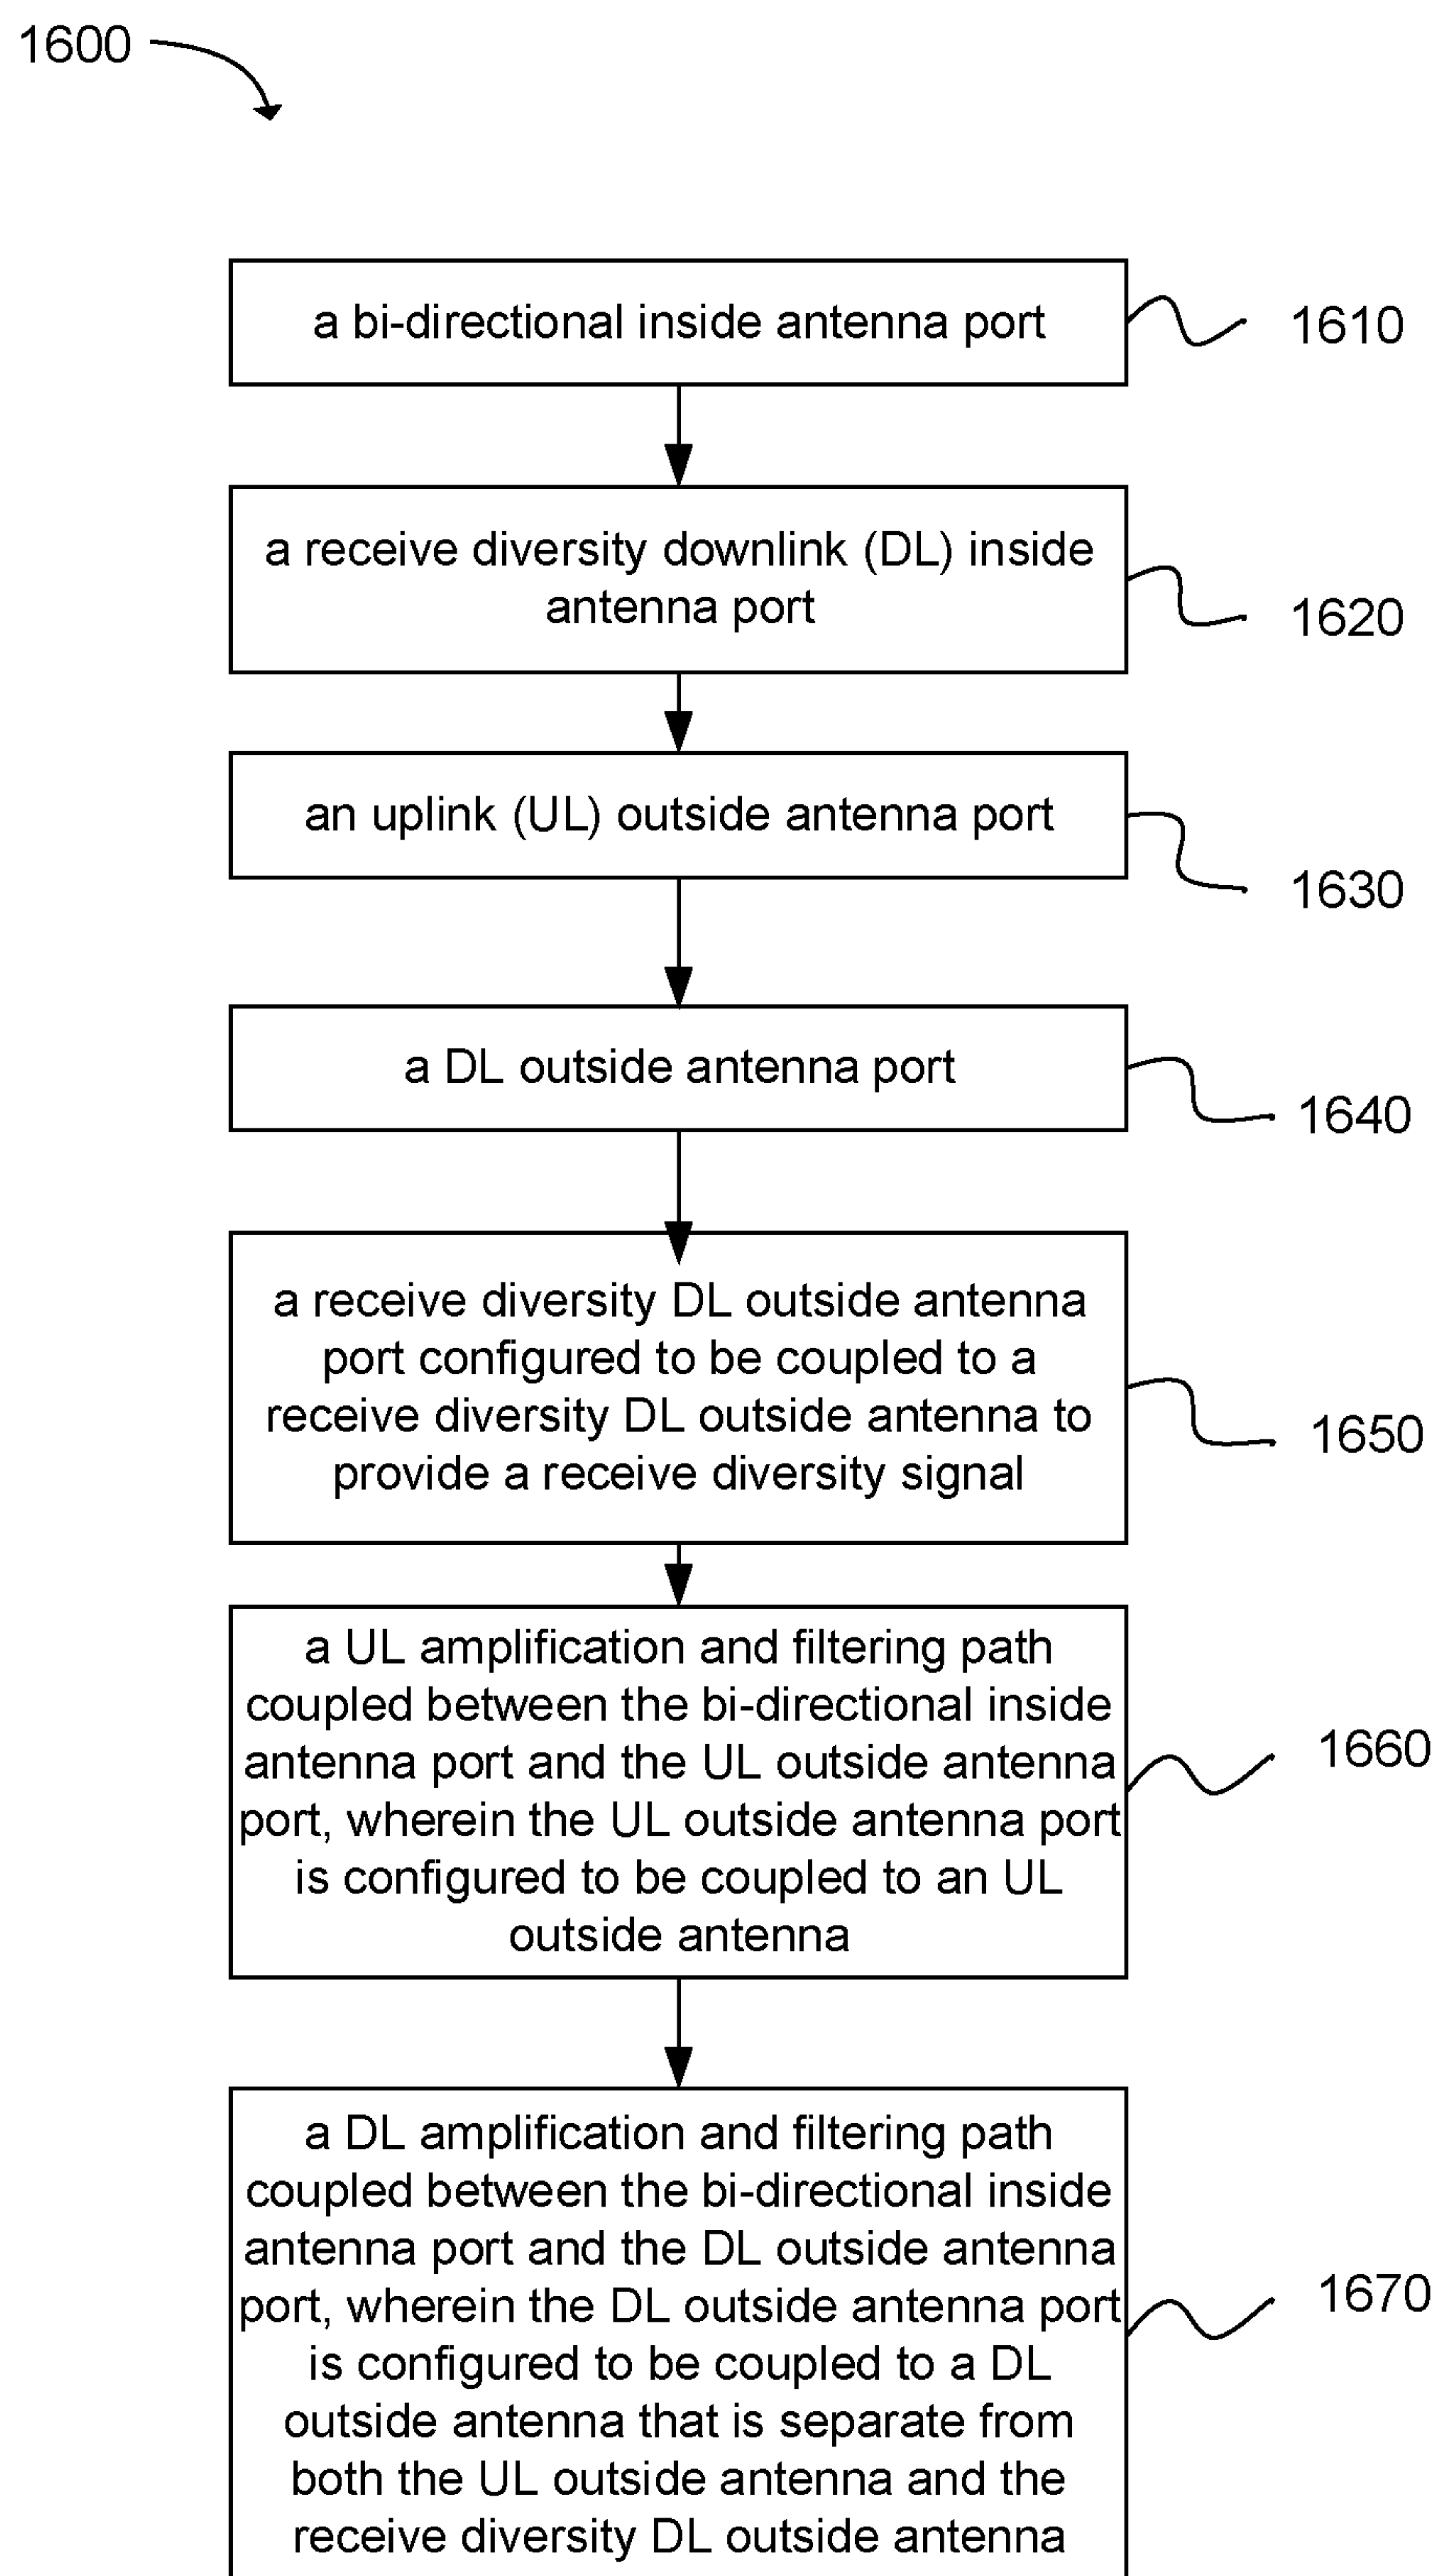 1600
a bi-directional inside antenna port
1610
a receive diversity downlink (DL) inside
antenna port
1620
an uplink (UL) outside antenna port
1630
a DL outside antenna port
1640
a receive diversity DL outside antenna
port configured to be coupled to a
receive diversity DL outside antenna to
provide a receive diversity signal
1650
a UL amplification and filtering path
coupled between the bi-directional inside
antenna port and the UL outside antenna
port, wherein the UL outside antenna port
is configured to be coupled to an UL
outside antenna
1660
a DL amplification and filtering path
coupled between the bi-directional inside
antenna port and the DL outside antenna
port, wherein the DL outside antenna port
is configured to be coupled to a DL
outside antenna that is separate from
both the UL outside antenna and the
receive diversity DL outside antenna
1670